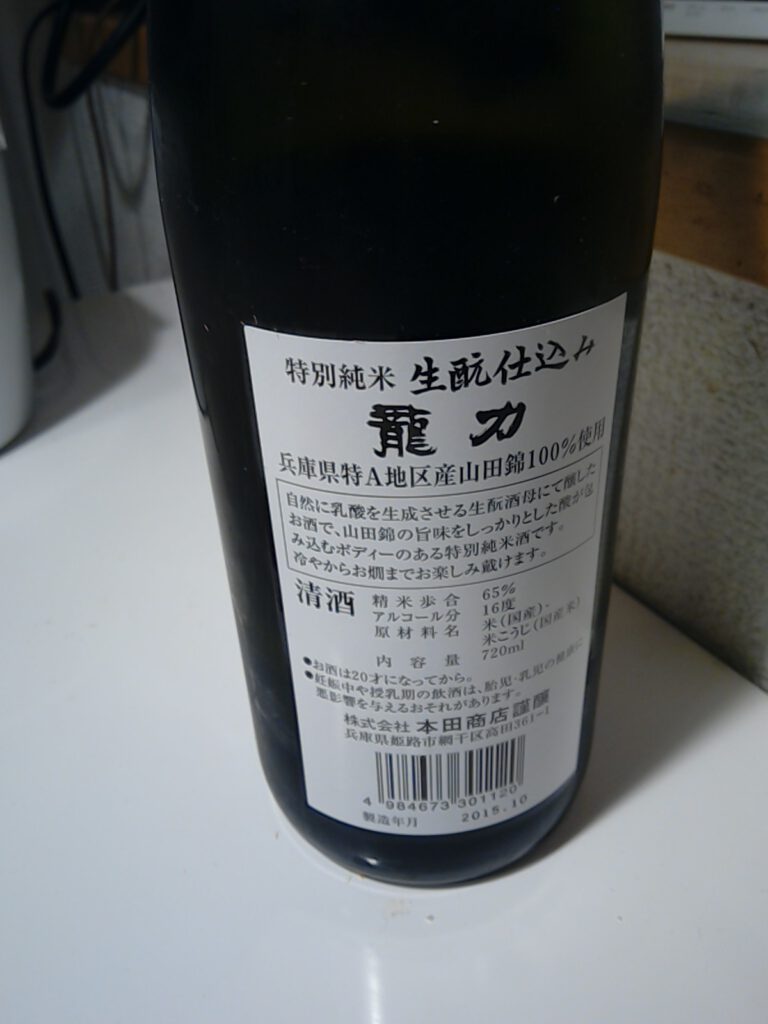 特別純米 生酛仕込み
龍力
兵庫県特A地区産山田錦100%使用
自然に乳酸を生成させる生酛酒母にて醸した
お酒で、山田錦の旨味をしっかりとした酸が包
み込むボディーのある特別純米酒です。
冷やからお燗までお楽しみ戴けます。
清酒 精米歩合 65%
アルコール分 16度
原材料名 米(国産)・
米こうじ(国産米)
内容量 720ml
●お酒は20才になってから。
●妊娠中や授乳期の飲酒は、胎児・乳児の健康に
悪影響を与えるおそれがあります。
株式会社 本田商店謹醸
兵庫県姫路市網干区高田361-1
4 984673 301120
製造年月 2015.10